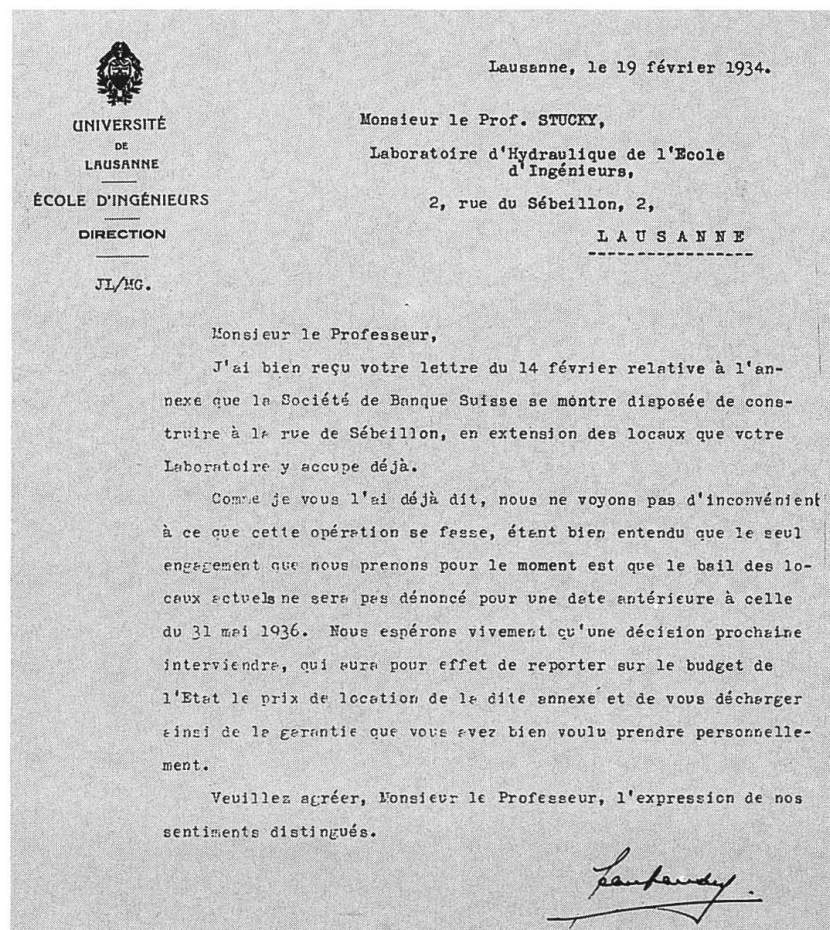 Lausanne, le 19 février 1934.
UNIVERSITÉ
DE
LAUSANNE
ÉCOLE D'INGÉNIEURS
DIRECTION
JL/MG.
Monsieur le Prof. STUCKY,
Laboratoire d'Hydraulique de l'Ecole
d'Ingénieurs,
2, rue du Sébeillon, 2,
LAUSANNE
Monsieur le Professeur,
J'ai bien reçu votre lettre du 14 février relative à l'an-
nexe que la Société de Banque Suisse se montre disposée de cons-
truire à la rue de Sébeillon, en extension des locaux que votre
Laboratoire y accupe déjà.
Comme je vous l'ai déjà dit, nous ne voyons pas d'inconvénient
à ce que cette opération se fasse, étant bien entendu que le seul
engagement que nous prenons pour le moment est que le bail des lo-
caux actuels ne sera pas dénoncé pour une date antérieure à celle
du 31 mai 1936. Nous espérons vivement qu'une décision prochaine
interviendra, qui aura pour effet de reporter sur le budget de
l'Etat le prix de location de la dite annexe et de vous décharger
ainsi de la garantie que vous avez bien voulu prendre personnelle-
ment.
Veuillez agréer, Monsieur le Professeur, l'expression de nos
sentiments distingués.